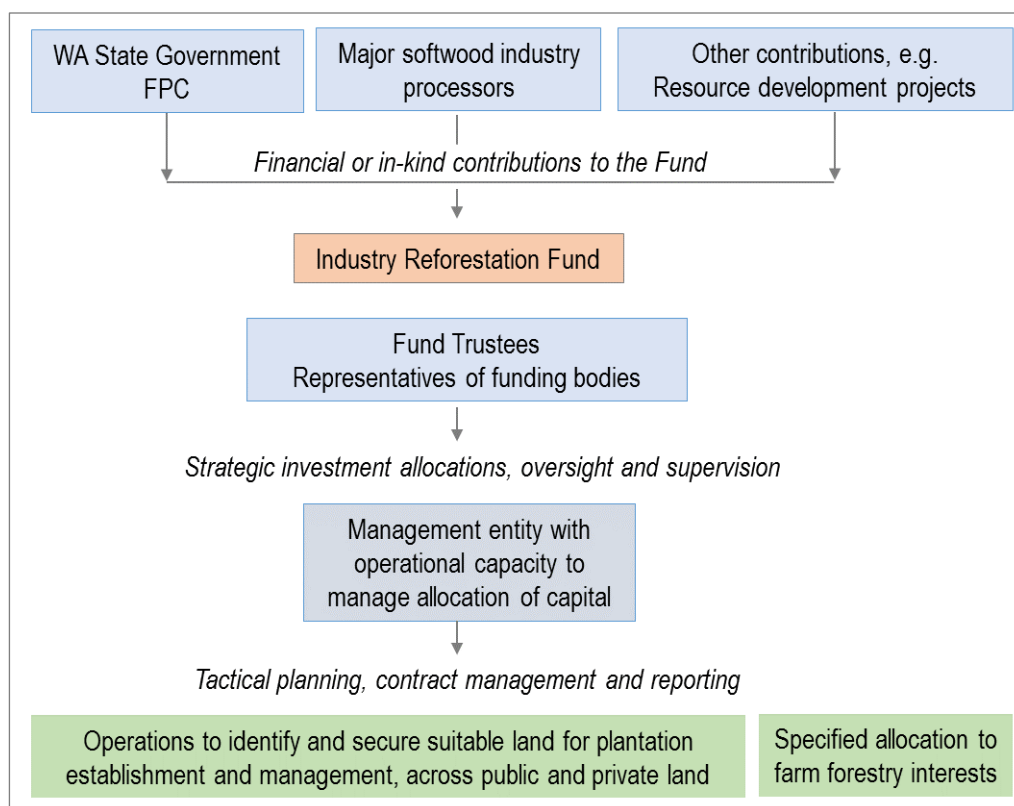 WA State Government
FPC
Major softwood industry
processors
Other contributions, e.g.
Resource development projects
Financial or in-kind contributions to the Fund
Industry Reforestation Fund
Fund Trustees
Representatives of funding bodies
Strategic investment allocations, oversight and supervision
Management entity with
operational capacity to
manage allocation of capital
Tactical planning, contract management and reporting
Operations to identify and secure suitable land for plantation
establishment and management, across public and private land
Specified allocation to
farm forestry interests